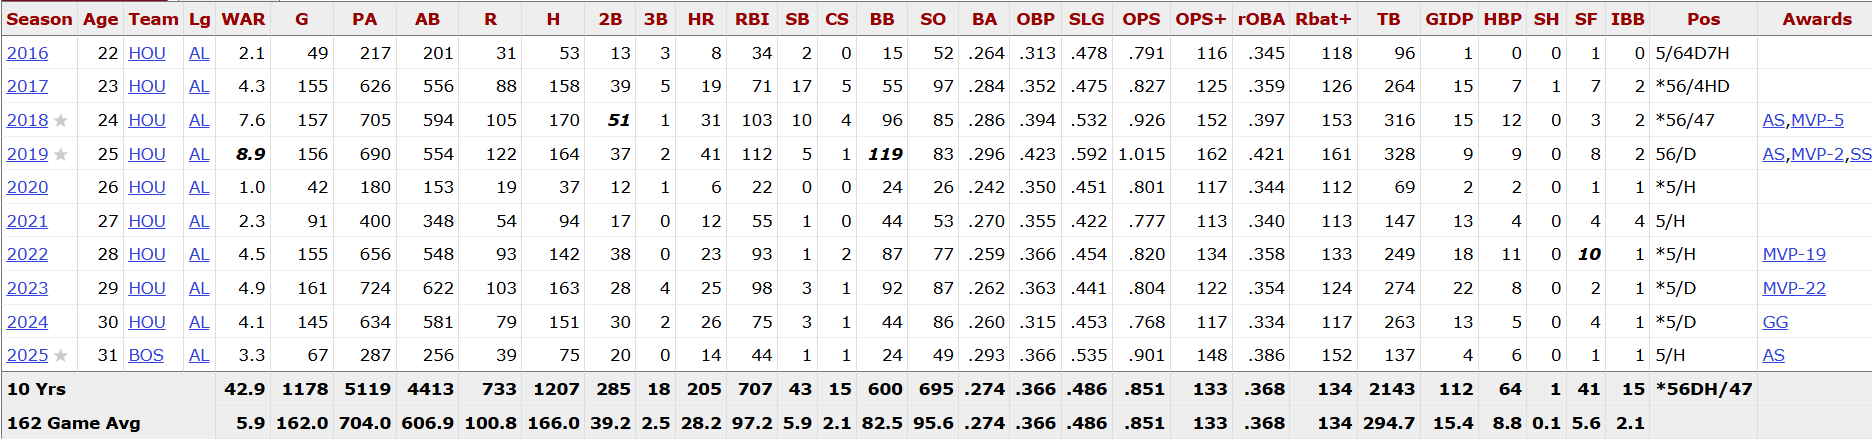 Season Age Team Lg WAR G PA AB R H 2B 3B HR RBI SB CS BB SO BA OBP SLG OPS OPS+ rOBA Rbat+ TB GIDP HBP SH SF IBB Pos Awards
2016 22 HOU AL 2.1 49 217 201 31 53 13 3 8 34 2 0 15 52 .264 .313 .478 .791 116 .345 118 96 1 0 0 1 0 5/64D7H
2017 23 HOU AL 4.3 155 626 556 88 158 39 5 19 71 17 5 55 97 .284 .352 .475 .827 125 .359 126 264 15 7 1 7 2 *56/4HD
2018 ★ 24 HOU AL 7.6 157 705 594 105 170 51 1 31 103 10 4 96 85 .286 .394 .532 .926 152 .397 153 316 15 12 0 3 2 *56/47 AS,MVP-5
2019 ★ 25 HOU AL 8.9 156 690 554 122 164 37 2 41 112 5 1 119 83 .296 .423 .592 1.015 162 .421 161 328 9 9 0 8 2 56/D AS,MVP-2,SS
2020 26 HOU AL 1.0 42 180 153 19 37 12 1 6 22 0 0 24 26 .242 .350 .451 .801 117 .344 112 69 2 2 0 1 1 *5/H
2021 27 HOU AL 2.3 91 400 348 54 94 17 0 12 55 1 0 44 53 .270 .355 .422 .777 113 .340 113 147 13 4 0 4 4 5/H
2022 28 HOU AL 4.5 155 656 548 93 142 38 0 23 93 1 2 87 77 .259 .366 .454 .820 134 .358 133 249 18 11 0 10 1 *5/H MVP-19
2023 29 HOU AL 4.9 161 724 622 103 163 28 4 25 98 3 1 92 87 .262 .363 .441 .804 122 .354 124 274 22 8 0 2 1 *5/D MVP-22
2024 30 HOU AL 4.1 145 634 581 79 151 30 2 26 75 3 1 44 86 .260 .315 .453 .768 117 .334 117 263 13 5 0 4 1 *5/D GG
2025 ★ 31 BOS AL 3.3 67 287 256 39 75 20 0 14 44 1 1 24 49 .293 .366 .535 .901 148 .386 152 137 4 6 0 1 1 5/H AS
10 Yrs 42.9 1178 5119 4413 733 1207 285 18 205 707 43 15 600 695 .274 .366 .486 .851 133 .368 134 2143 112 64 1 41 15 *56DH/47
162 Game Avg 5.9 162.0 704.0 606.9 100.8 166.0 39.2 2.5 28.2 97.2 5.9 2.1 82.5 95.6 .274 .366 .486 .851 133 .368 134 294.7 15.4 8.8 0.1 5.6 2.1